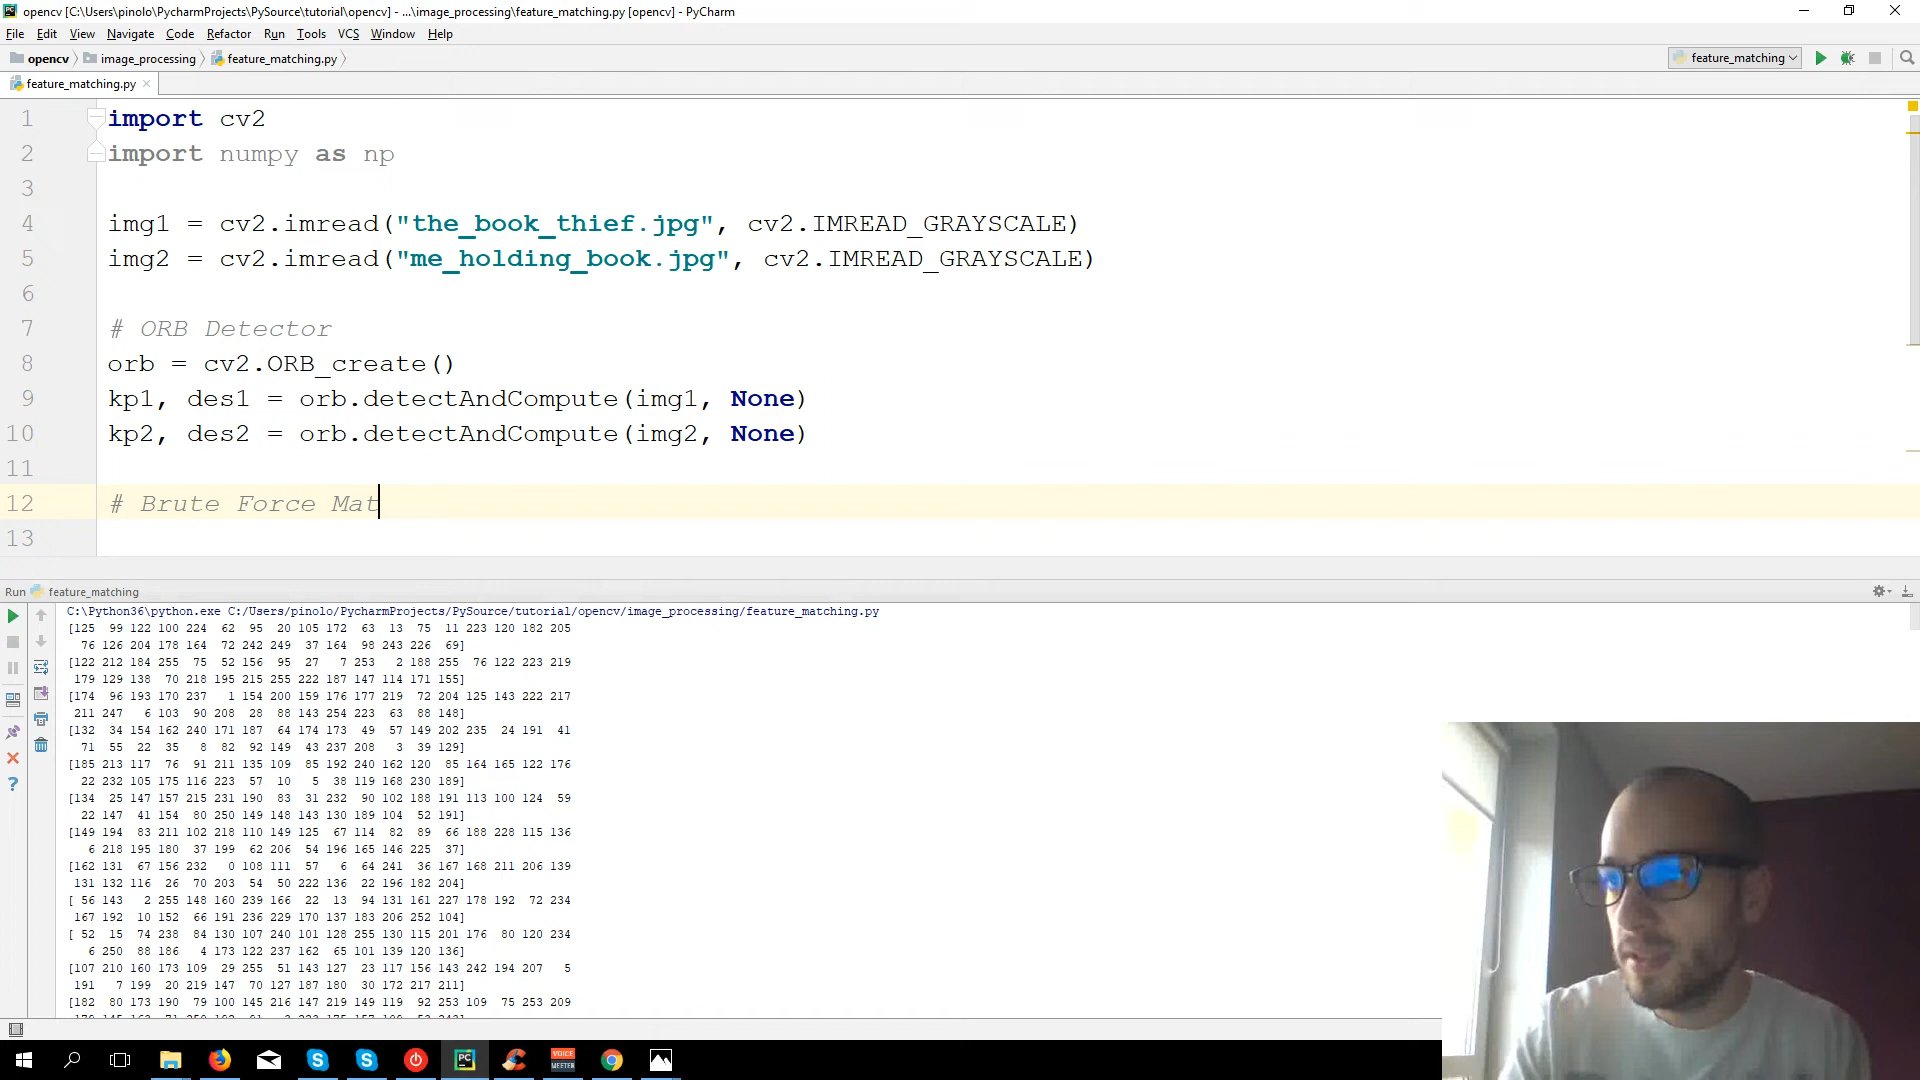 opencv [C:\Users\pinolo\PycharmProjects\PySource\tutorial\opencv] - ...\image_processing\feature_matching.py [opencv] - PyCharm
File Edit View Navigate Code Refactor Run Tools VCS Window Help
opencv image_processing feature_matching.py feature_matching
feature_matching.py
1 import cv2
2 import numpy as np
3
4 img1 = cv2.imread("the_book_thief.jpg", cv2.IMREAD_GRAYSCALE)
5 img2 = cv2.imread("me_holding_book.jpg", cv2.IMREAD_GRAYSCALE)
6
7 # ORB Detector
8 orb = cv2.ORB_create()
9 kp1, des1 = orb.detectAndCompute(img1, None)
10 kp2, des2 = orb.detectAndCompute(img2, None)
11
12 # Brute Force Mat
13
Run feature_matching
C:\Python36\python.exe C:/Users/pinolo/PycharmProjects/PySource/tutorial/opencv/image_processing/feature_matching.py
[125 99 122 100 224 62 95 20 105 172 63 13 75 11 223 120 182 205
76 126 204 178 164 72 242 249 37 164 98 243 226 69]
[122 212 184 255 75 52 156 95 27 7 253 2 188 255 76 122 223 219
179 129 138 70 218 195 215 255 222 187 147 114 171 155]
[174 96 193 170 237 1 154 200 159 176 177 219 72 204 125 143 222 217
211 247 6 103 90 208 28 88 143 254 223 63 88 148]
[132 34 154 162 240 171 187 64 174 173 49 57 149 202 235 24 191 41
71 55 22 35 8 82 92 149 43 237 208 3 39 129]
[185 213 117 76 91 211 135 109 85 192 240 162 120 85 164 165 122 176
22 232 105 175 116 223 57 10 5 38 119 168 230 189]
[134 25 147 157 215 231 190 83 31 232 90 102 188 191 113 100 124 59
22 147 41 154 80 250 149 148 143 130 189 104 52 191]
[149 194 83 211 102 218 110 149 125 67 114 82 89 66 188 228 115 136
6 218 195 180 37 199 62 206 54 196 165 146 225 37]
[162 131 67 156 232 0 108 111 57 6 64 241 36 167 168 211 206 139
131 132 116 26 70 203 54 50 222 136 22 196 182 204]
[ 56 143 2 255 148 160 239 166 22 13 94 131 161 227 178 192 72 234
167 192 10 152 66 191 236 229 170 137 183 206 252 104]
[ 52 15 74 238 84 130 107 240 101 128 255 130 115 201 176 80 120 234
6 250 88 186 4 173 122 237 162 65 101 139 120 136]
[107 210 160 173 109 29 255 51 143 127 23 117 156 143 242 194 207 5
191 7 199 20 219 147 70 127 187 180 30 172 217 211]
[182 80 173 190 79 100 145 216 147 219 149 119 92 253 109 75 253 209
PC VOICE MEETER